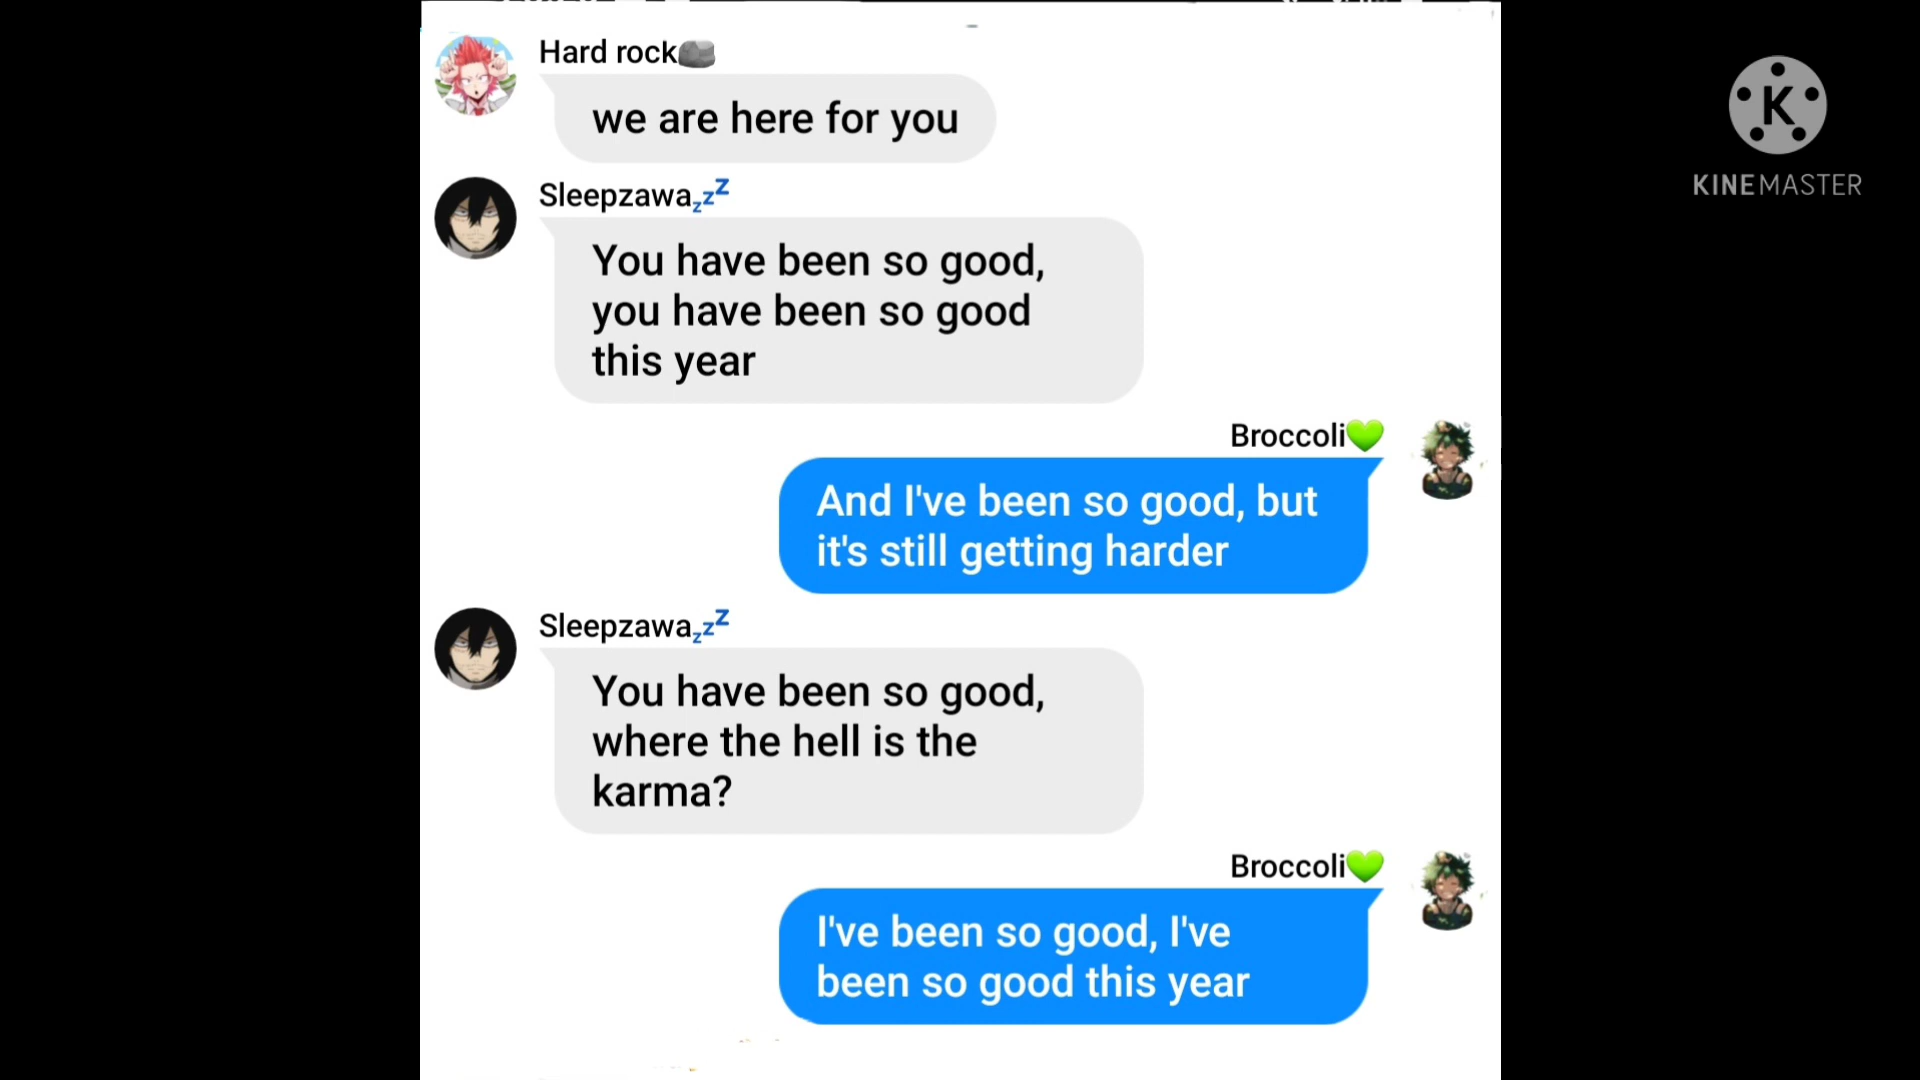 Hard rock🪨
we are here for you
Sleepzawa💤
You have been so good,
you have been so good
this year
Broccoli💚
And I've been so good, but
it's still getting harder
Sleepzawa💤
You have been so good,
where the hell is the
karma?
Broccoli💚
I've been so good, I've
been so good this year
K
KINEMASTER